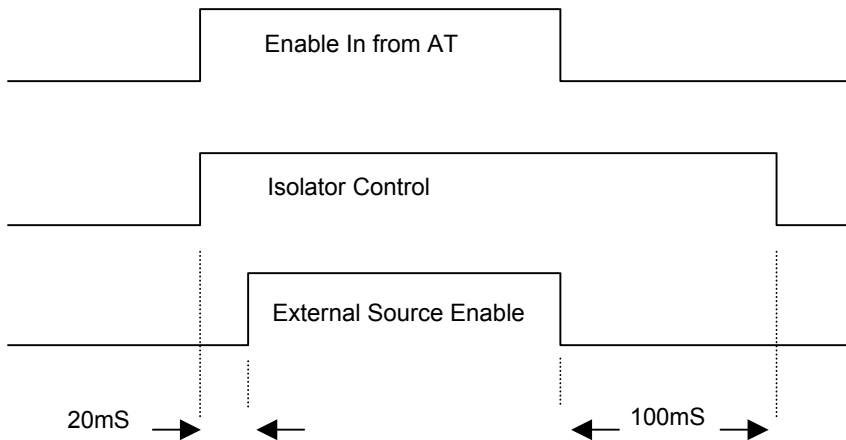 Enable In from AT
Isolator Control
External Source Enable
20mS
100mS